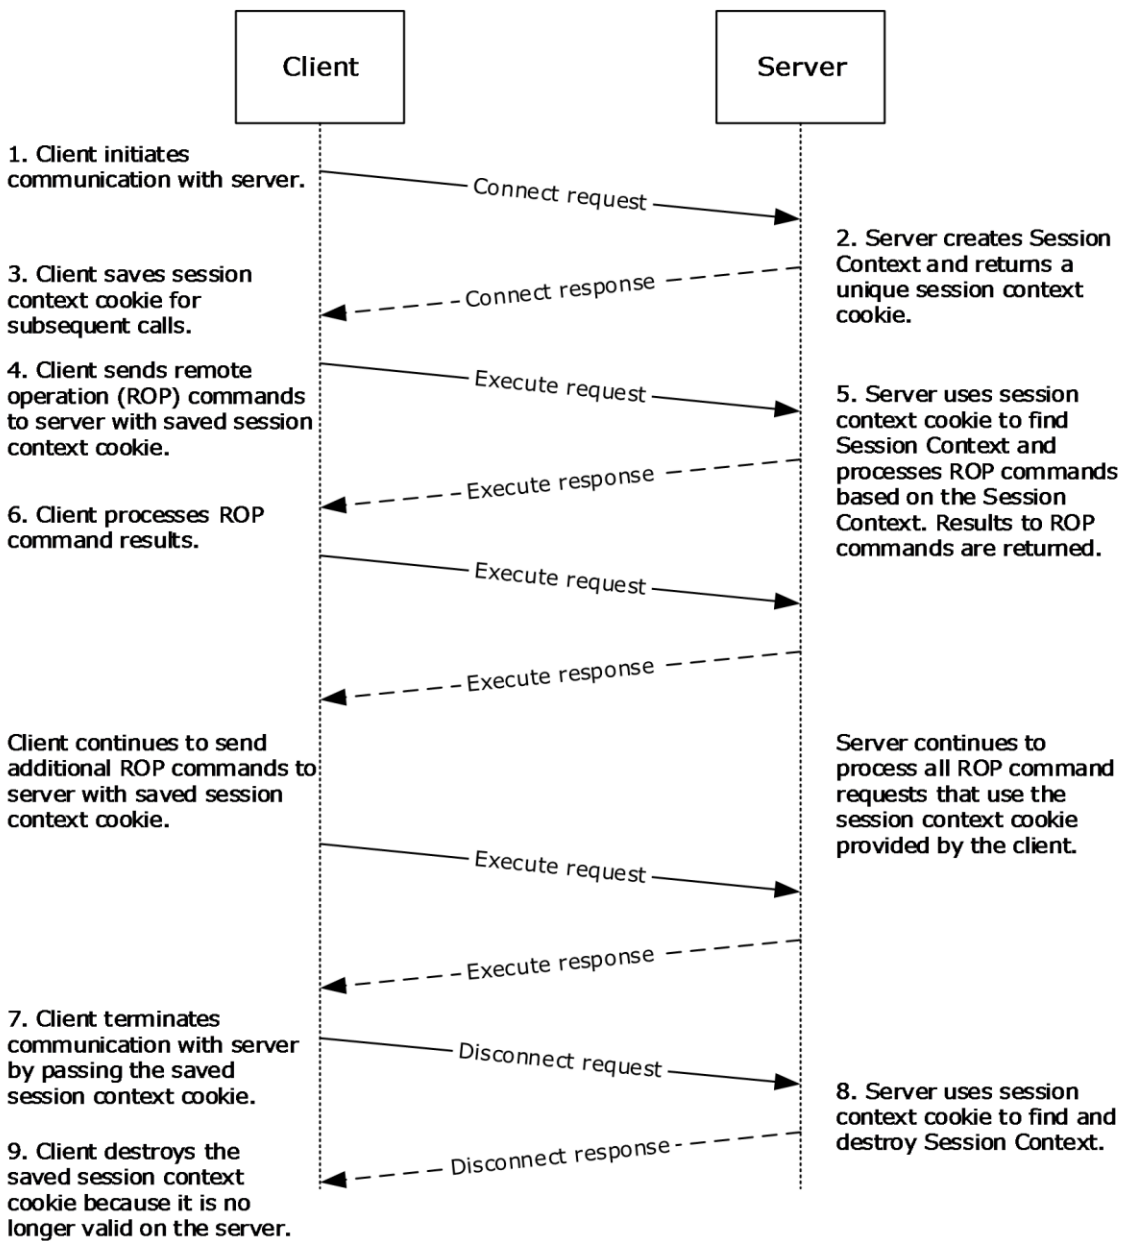 Client
Server
1. Client initiates
communication with server.
Connect request
2. Server creates Session
Context and returns a
unique session context
cookie.
Connect response
3. Client saves session
context cookie for
subsequent calls.
4. Client sends remote
operation (ROP) commands
to server with saved session
context cookie.
Execute request
5. Server uses session
context cookie to find
Session Context and
processes ROP commands
based on the Session
Context. Results to ROP
commands are returned.
Execute response
6. Client processes ROP
command results.
Execute request
Execute response
Client continues to send
additional ROP commands to
server with saved session
context cookie.
Server continues to
process all ROP command
requests that use the
session context cookie
provided by the client.
Execute request
Execute response
7. Client terminates
communication with server
by passing the saved
session context cookie.
Disconnect request
8. Server uses session
context cookie to find and
destroy Session Context.
Disconnect response
9. Client destroys the
saved session context
cookie because it is no
longer valid on the server.